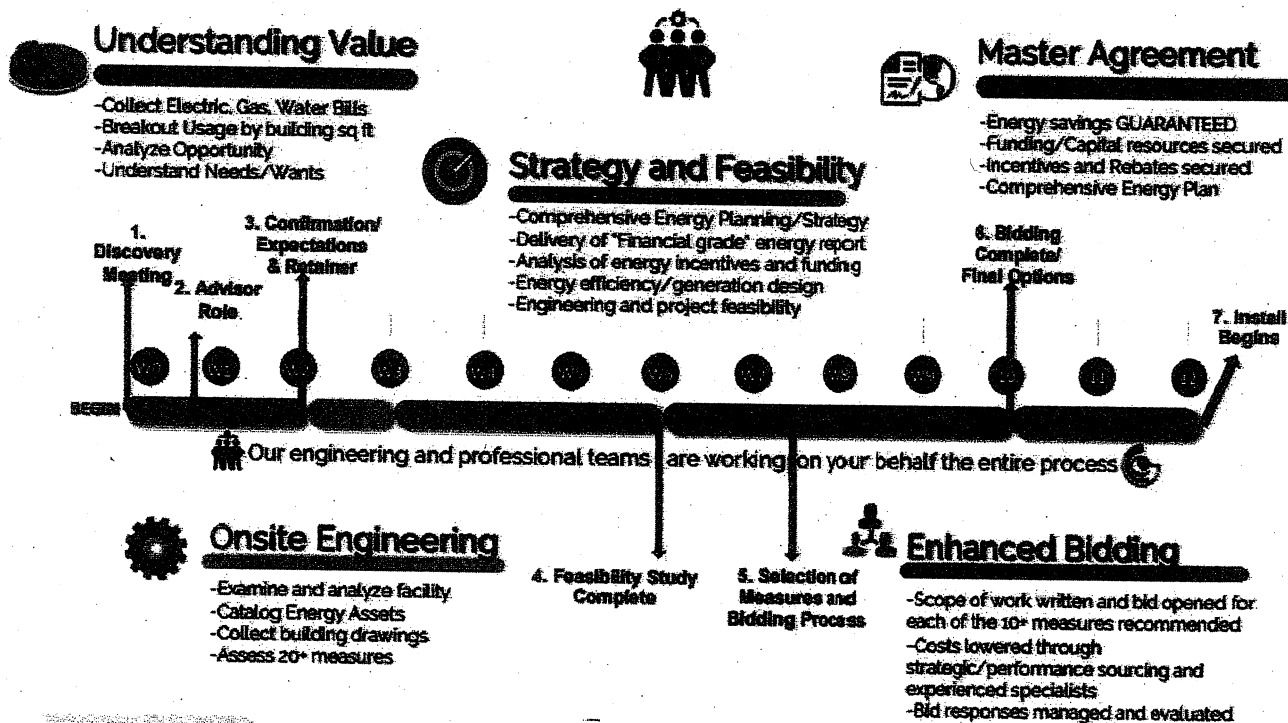 Understanding Value
-Collect Electric, Gas, Water Bills
-Breakout Usage by building sq ft
-Analyze Opportunity
-Understand Needs/Wants
Strategy and Feasibility
-Comprehensive Energy Planning/Strategy
-Delivery of "Financial grade" energy report
-Analysis of energy incentives and funding
-Energy efficiency/generation design
-Engineering and project feasibility
Master Agreement
-Energy savings GUARANTEED
-Funding/Capital resources secured
-Incentives and Rebates secured
-Comprehensive Energy Plan
1.
Discovery
Meeting
2. Advisor
Role
3. Confirmation/
Expectations
& Retainer
6. Bidding
Complete/
Final Options
7. Install
Begins
BEGIN
Our engineering and professional teams are working on your behalf the entire process
Onsite Engineering
-Examine and analyze facility
-Catalog Energy Assets
-Collect building drawings
-Assess 20+ measures
4. Feasibility Study
Complete
5. Selection of
Measures and
Bidding Process
Enhanced Bidding
-Scope of work written and bid opened for
each of the 10+ measures recommended
-Costs lowered through
strategic/performance sourcing and
experienced specialists
-Bid responses managed and evaluated